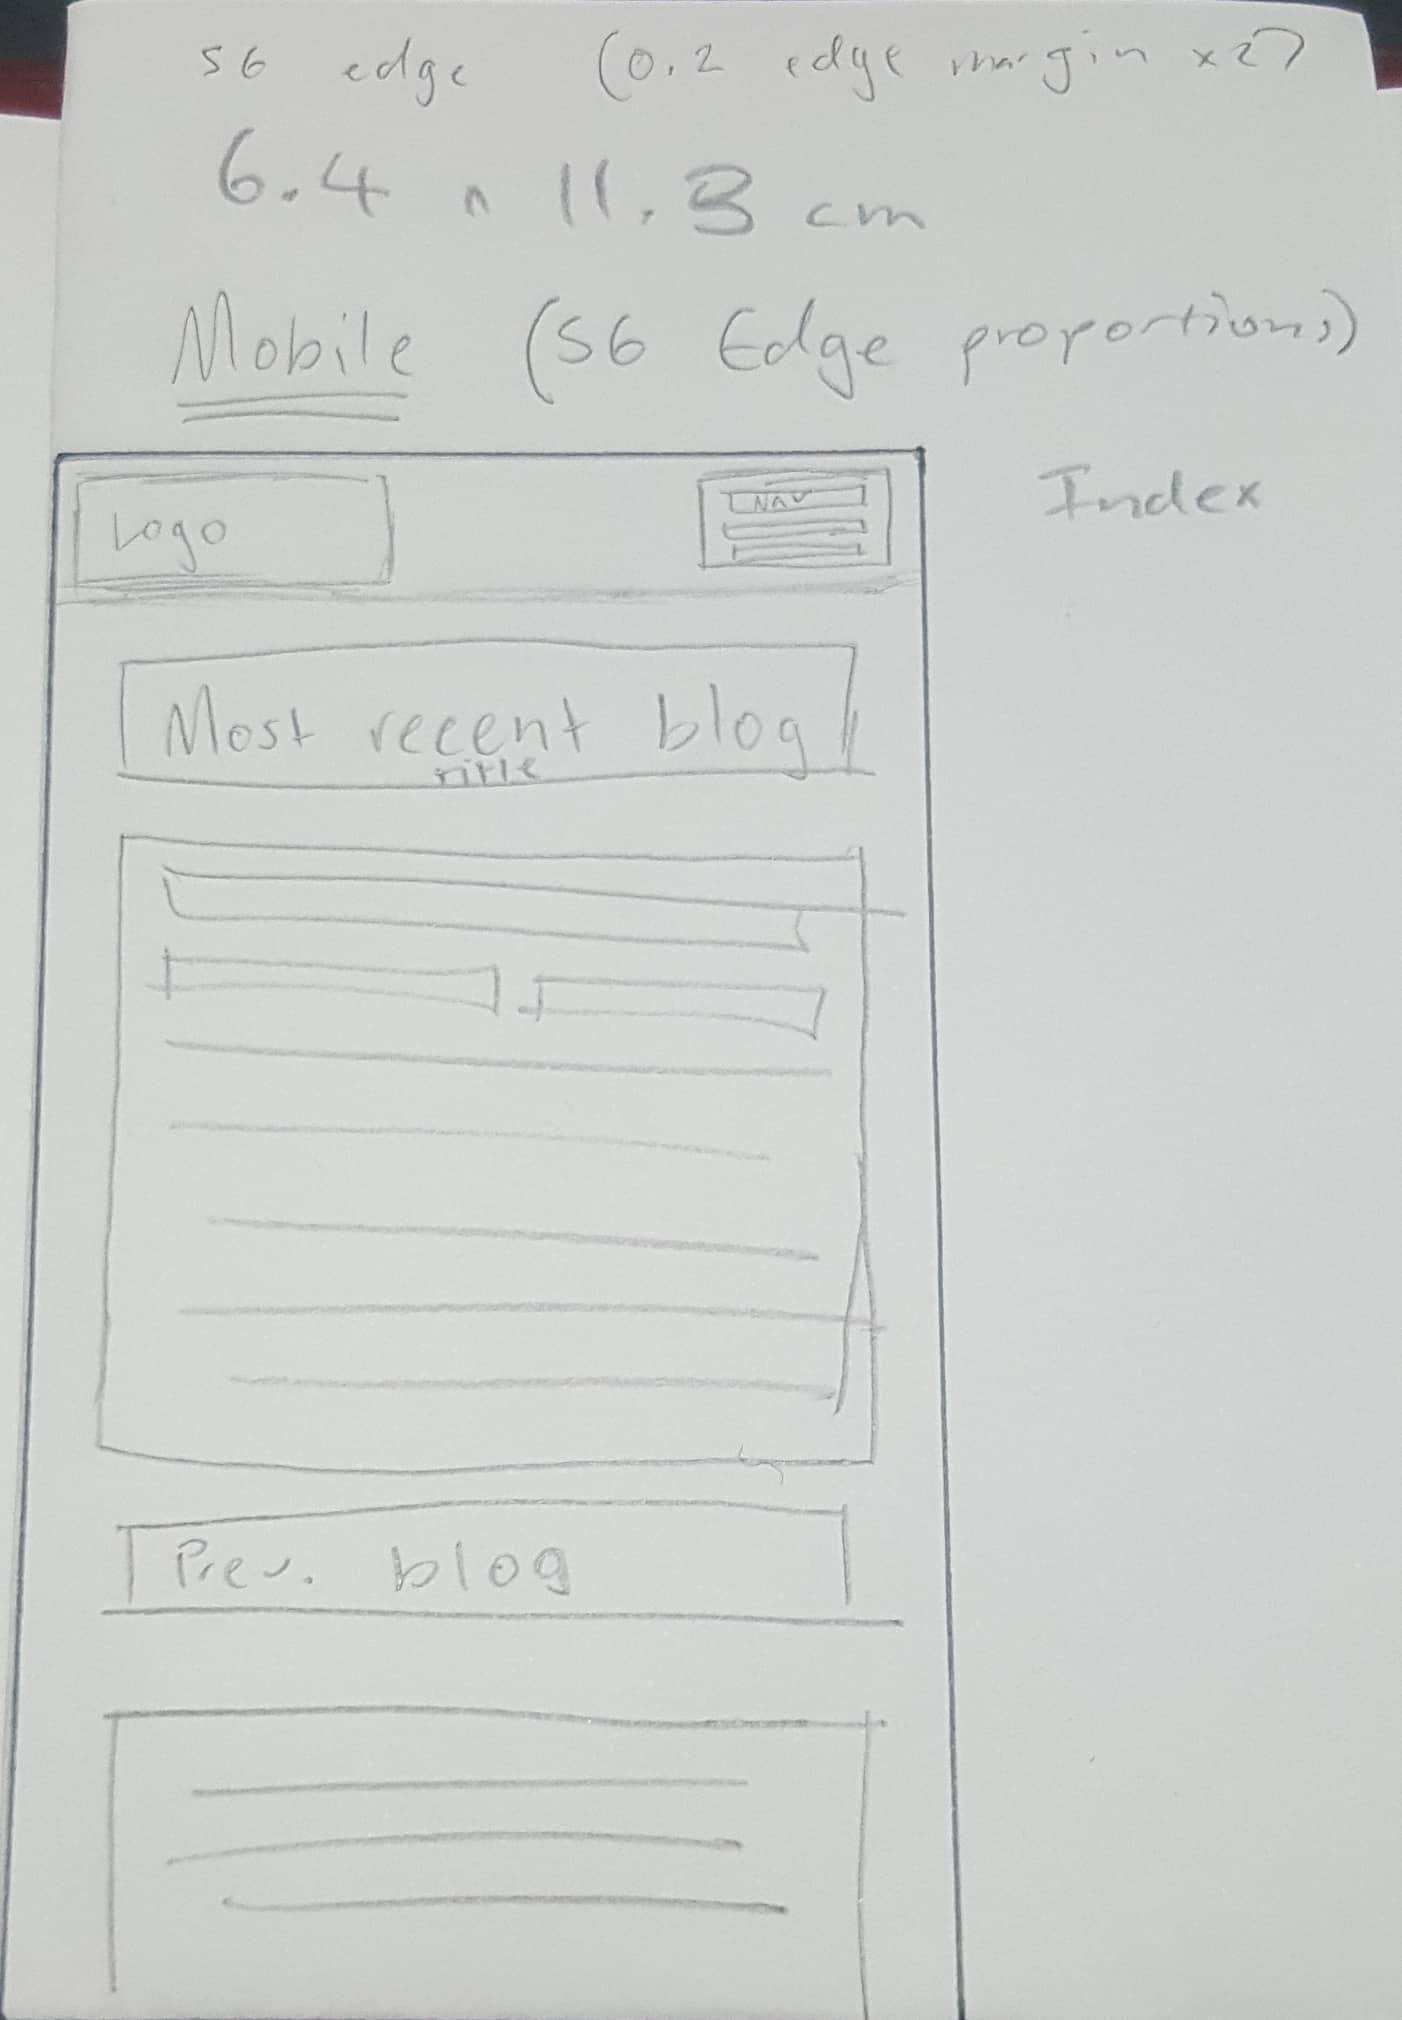 S6 edge (0.2 edge margin x2)
6.4 x 11.3 cm
Mobile (S6 Edge proportions)
Index
Logo
NAV
Most recent blog
Title
Prev. blog